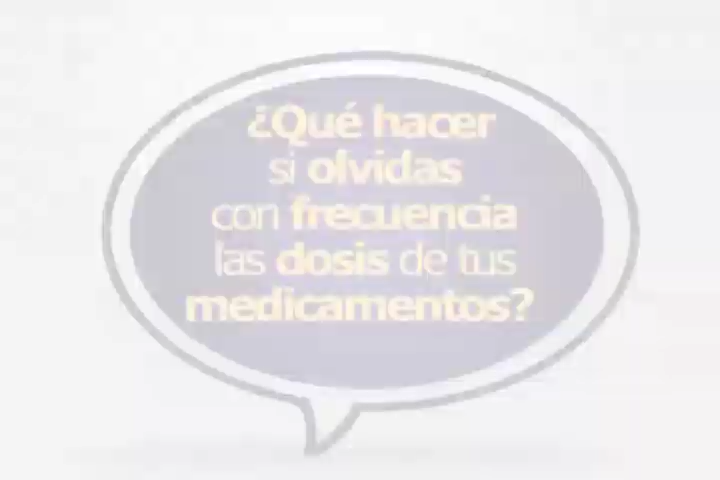 ¿Qué hacer
si olvidas
con frecuencia
las dosis de tus
medicamentos?